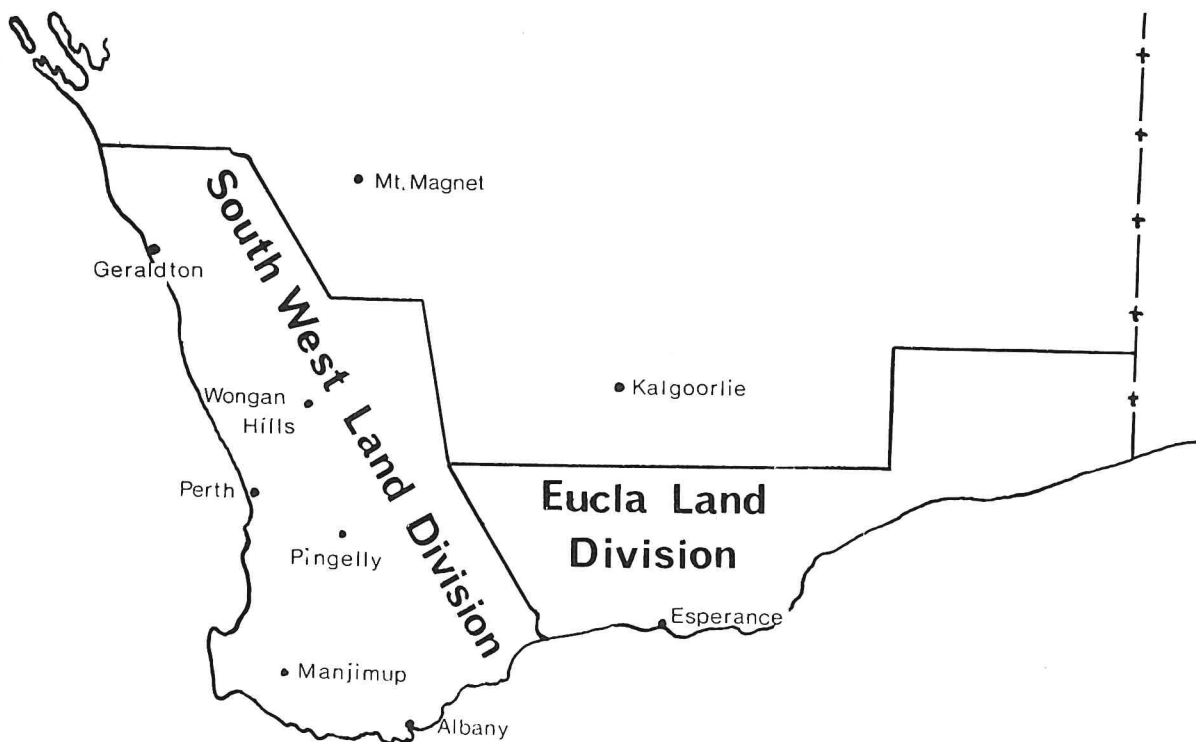 Mt. Magnet
South West Land Division
Geraldton
Kalgoorlie
Wongan
Hills
Perth
Eucla Land
Division
Pingelly
Esperance
Manjimup
Albany